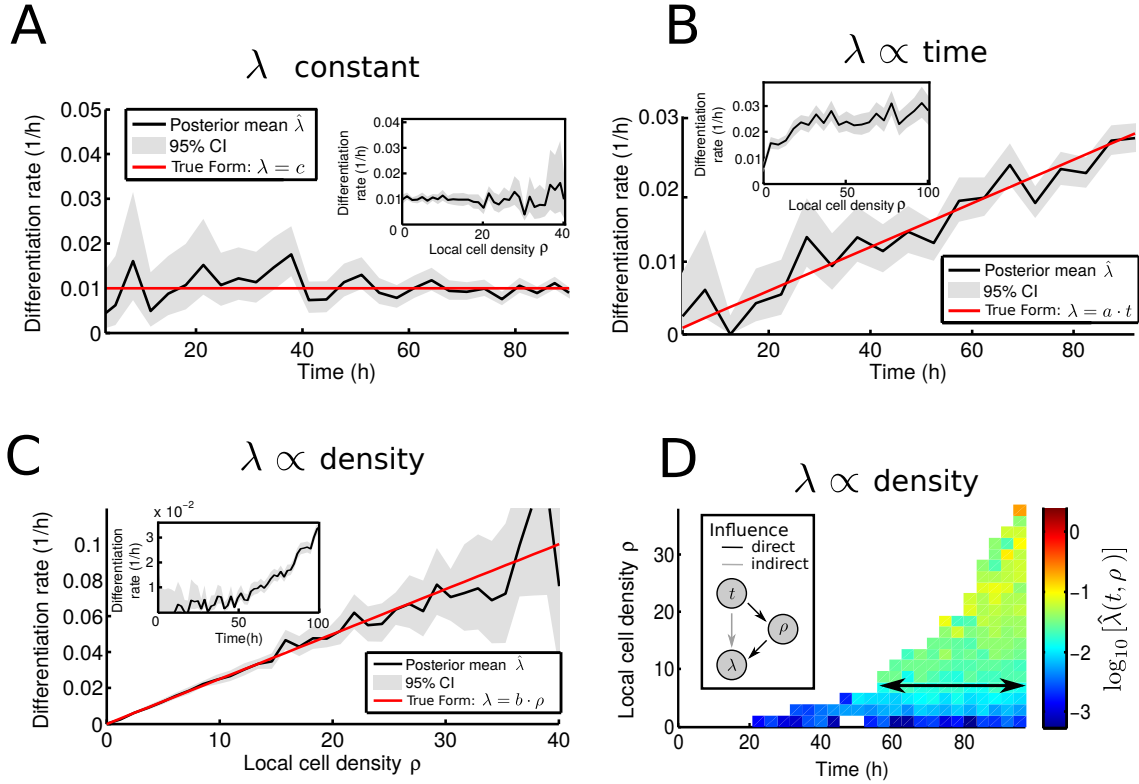 A
λ constant
Differentiation rate (1/h)
0.05
0.04
0.03
0.02
0.01
0
20
40
60
80
Time (h)
Posterior mean λ̂
95% CI
True Form: λ = c
Differentiation
rate (1/h)
0.04
0.03
0.02
0.01
0
0
20
40
Local cell density ρ
B
λ ∝ time
Differentiation rate (1/h)
0.03
0.02
0.01
0
20
40
60
80
Time (h)
Differentiation
rate (1/h)
0.03
0.02
0.01
0
0
50
100
Local cell density ρ
Posterior mean λ̂
95% CI
True Form: λ = a · t
C
λ ∝ density
Differentiation rate (1/h)
0.1
0.08
0.06
0.04
0.02
0
0
10
20
30
40
Local cell density ρ
x 10⁻²
Differentiation
rate (1/h)
3
2
1
0
50
100
Time(h)
Posterior mean λ̂
95% CI
True Form: λ = b · ρ
D
λ ∝ density
Local cell density ρ
30
20
10
0
0
20
40
60
80
Time (h)
Influence
direct
indirect
t
ρ
λ
0
-1
-2
-3
log₁₀ [λ̂(t, ρ)]